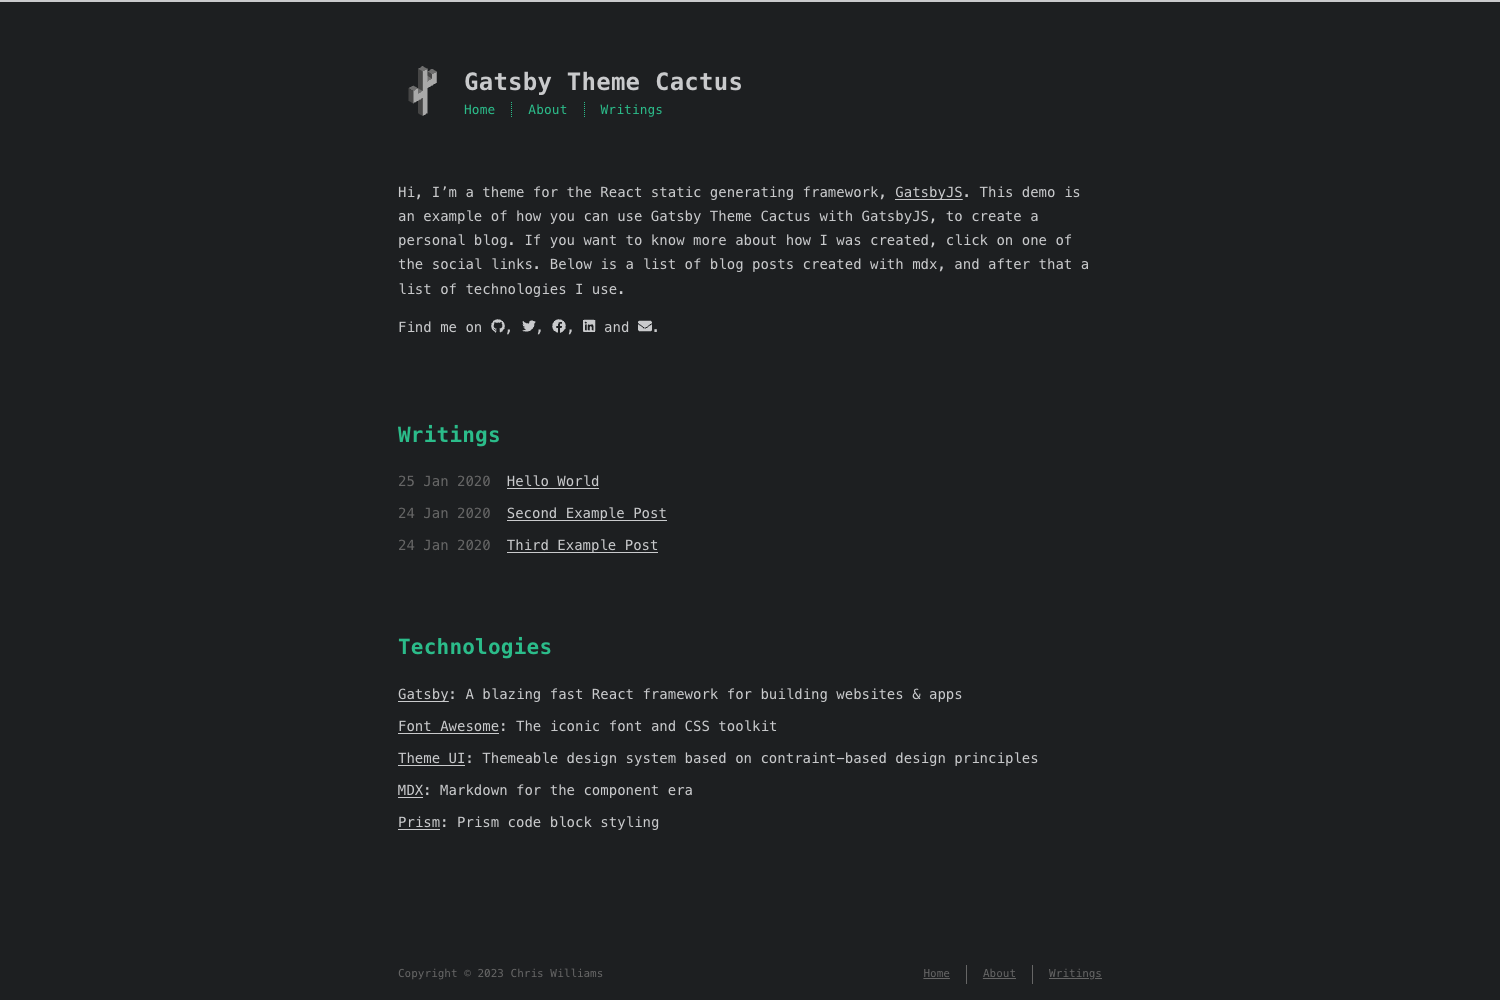 Gatsby Theme Cactus
Home About Writings
Hi, I’m a theme for the React static generating framework, GatsbyJS. This demo is
an example of how you can use Gatsby Theme Cactus with GatsbyJS, to create a
personal blog. If you want to know more about how I was created, click on one of
the social links. Below is a list of blog posts created with mdx, and after that a
list of technologies I use.
Find me on , , , and .
Writings
25 Jan 2020 Hello World
24 Jan 2020 Second Example Post
24 Jan 2020 Third Example Post
Technologies
Gatsby: A blazing fast React framework for building websites & apps
Font Awesome: The iconic font and CSS toolkit
Theme UI: Themeable design system based on contraint-based design principles
MDX: Markdown for the component era
Prism: Prism code block styling
Copyright © 2023 Chris Williams Home About Writings